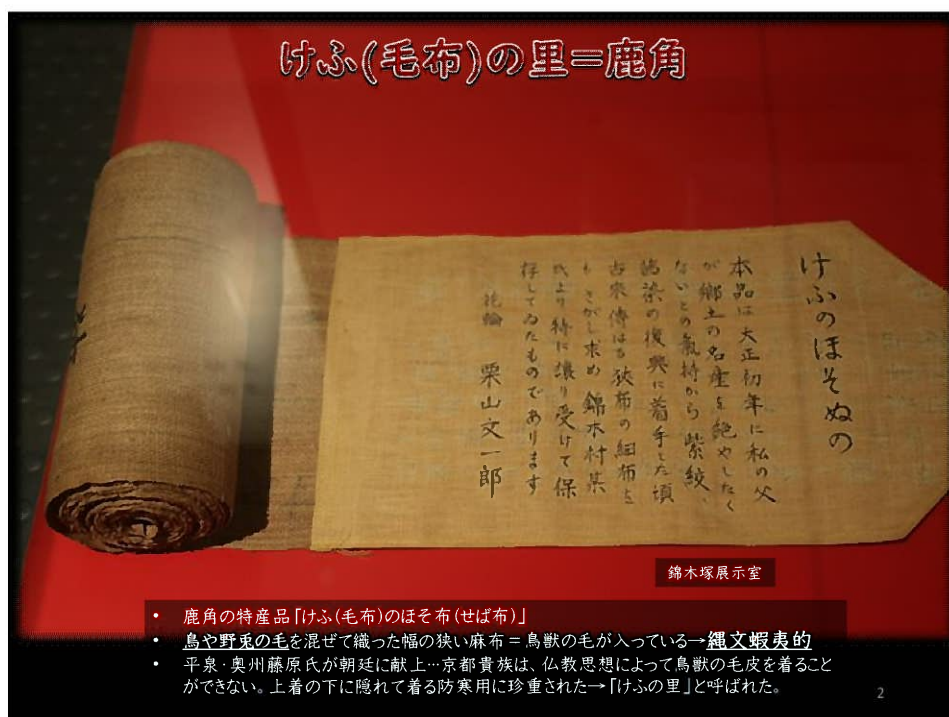 けふ(毛布)の里=鹿角
けふのほそぬの
本品は大正初年に私の父
が郷土の名産を絶やしたく
ないとの氣持から 紫絞、
茜染の復興に着手した頃
古来傳はる狭布の細布を
もさがし求め 錦木村某
氏より特に譲り受けて保
存してゐたものであります
花輪 栗山文一郎
錦木塚展示室
• 鹿角の特産品「けふ(毛布)のほそ布(せば布)」
• 鳥や野兎の毛を混ぜて織った幅の狭い麻布=鳥獣の毛が入っている→縄文蝦夷的
• 平泉・奥州藤原氏が朝廷に献上…京都貴族は、仏教思想によって鳥獣の毛皮を着ること
ができない。上着の下に隠れて着る防寒用に珍重された→「けふの里」と呼ばれた。
2